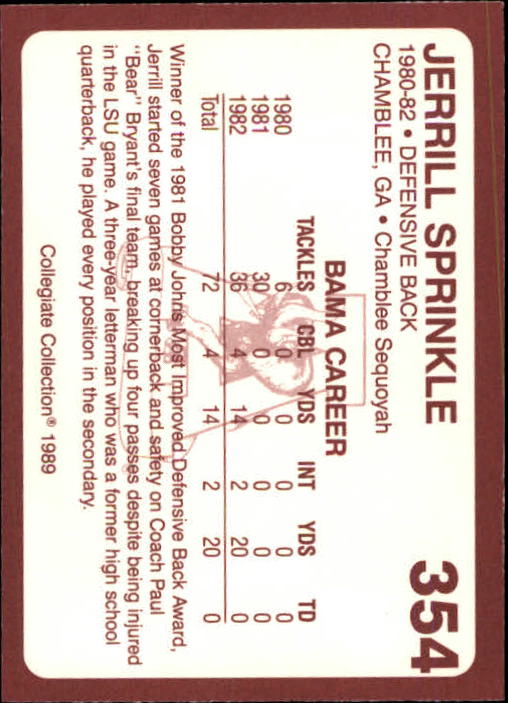 JERRILL SPRINKLE 354
1980-82 • DEFENSIVE BACK
CHAMBLEE, GA • Chamblee Sequoyah
BAMA CAREER
TACKLES CBL YDS INT YDS TD
1980 6 0 0 0 0 0
1981 30 0 0 0 0 0
1982 36 4 14 2 20 0
Total 72 4 14 2 20 0
Winner of the 1981 Bobby Johns Most Improved Defensive Back Award,
Jerrill started seven games at cornerback and safety on Coach Paul
"Bear" Bryant's final team, breaking up four passes despite being injured
in the LSU game. A three-year letterman who was a former high school
quarterback, he played every position in the secondary.
Collegiate Collection® 1989